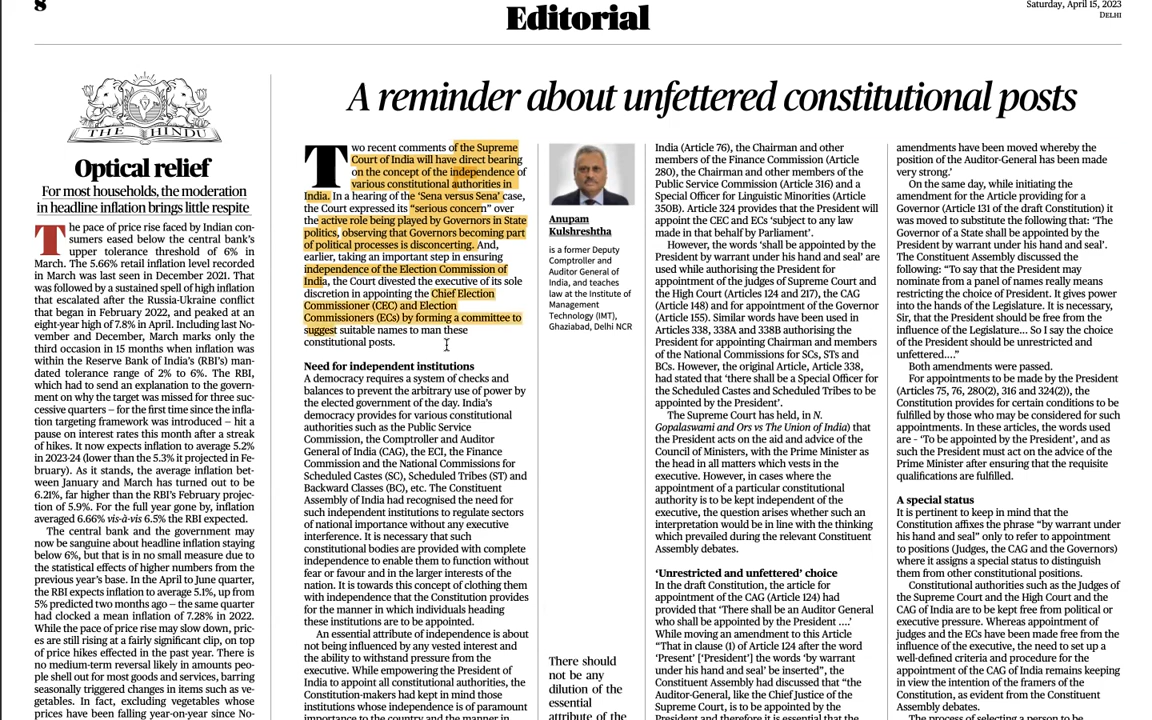 8
Editorial
Saturday, April 15, 2023
DELHI
THE HINDU
Optical relief
For most households, the moderation
in headline inflation brings little respite
The pace of price rise faced by Indian con-
sumers eased below the central bank's
upper tolerance threshold of 6% in
March. The 5.66% retail inflation level recorded
in March was last seen in December 2021. That
was followed by a sustained spell of high inflation
that escalated after the Russia-Ukraine conflict
that began in February 2022, and peaked at an
eight-year high of 7.8% in April. Including last No-
vember and December, March marks only the
third occasion in 15 months when inflation was
within the Reserve Bank of India's (RBI's) man-
dated tolerance range of 2% to 6%. The RBI,
which had to send an explanation to the govern-
ment on why the target was missed for three suc-
cessive quarters – for the first time since the infla-
tion targeting framework was introduced – hit a
pause on interest rates this month after a streak
of hikes. It now expects inflation to average 5.2%
in 2023-24 (lower than the 5.3% it projected in Fe-
bruary). As it stands, the average inflation bet-
ween January and March has turned out to be
6.21%, far higher than the RBI's February projec-
tion of 5.9%. For the full year gone by, inflation
averaged 6.66% vis-à-vis 6.5% the RBI expected.
The central bank and the government may
now be sanguine about headline inflation staying
below 6%, but that is in no small measure due to
the statistical effects of higher numbers from the
previous year's base. In the April to June quarter,
the RBI expects inflation to average 5.1%, up from
5% predicted two months ago – the same quarter
had clocked a mean inflation of 7.28% in 2022.
While the pace of price rise may slow down, pric-
es are still rising at a fairly significant clip, on top
of price hikes effected in the past year. There is
no medium-term reversal likely in amounts peo-
ple shell out for most goods and services, barring
seasonally triggered changes in items such as ve-
getables. In fact, excluding vegetables whose
prices have been falling year-on-year since No-
A reminder about unfettered constitutional posts
Two recent comments of the Supreme
Court of India will have direct bearing
on the concept of the independence of
various constitutional authorities in
India. In a hearing of the 'Sena versus Sena' case,
the Court expressed its "serious concern" over
the active role being played by Governors in State
politics, observing that Governors becoming part
of political processes is disconcerting. And,
earlier, taking an important step in ensuring
independence of the Election Commission of
India, the Court divested the executive of its sole
discretion in appointing the Chief Election
Commissioner (CEC) and Election
Commissioners (ECs) by forming a committee to
suggest suitable names to man these
constitutional posts.
Need for independent institutions
A democracy requires a system of checks and
balances to prevent the arbitrary use of power by
the elected government of the day. India's
democracy provides for various constitutional
authorities such as the Public Service
Commission, the Comptroller and Auditor
General of India (CAG), the ECI, the Finance
Commission and the National Commissions for
Scheduled Castes (SC), Scheduled Tribes (ST) and
Backward Classes (BC), etc. The Constituent
Assembly of India had recognised the need for
such independent institutions to regulate sectors
of national importance without any executive
interference. It is necessary that such
constitutional bodies are provided with complete
independence to enable them to function without
fear or favour and in the larger interests of the
nation. It is towards this concept of clothing them
with independence that the Constitution provides
for the manner in which individuals heading
these institutions are to be appointed.
An essential attribute of independence is about
not being influenced by any vested interest and
the ability to withstand pressure from the
executive. While empowering the President of
India to appoint all constitutional authorities, the
Constitution-makers had kept in mind those
institutions whose independence is of paramount
importance to the country and the manner in
Anupam
Kulshreshtha
is a former Deputy
Comptroller and
Auditor General of
India, and teaches
law at the Institute of
Management
Technology (IMT),
Ghaziabad, Delhi NCR
There should
not be any
dilution of the
essential
attribute of the
India (Article 76), the Chairman and other
members of the Finance Commission (Article
280), the Chairman and other members of the
Public Service Commission (Article 316) and a
Special Officer for Linguistic Minorities (Article
350B). Article 324 provides that the President will
appoint the CEC and ECs 'subject to any law
made in that behalf by Parliament'.
However, the words 'shall be appointed by the
President by warrant under his hand and seal' are
used while authorising the President for
appointment of the judges of Supreme Court and
the High Court (Articles 124 and 217), the CAG
(Article 148) and for appointment of the Governor
(Article 155). Similar words have been used in
Articles 338, 338A and 338B authorising the
President for appointing Chairman and members
of the National Commissions for SCs, STs and
BCs. However, the original Article, Article 338,
had stated that 'there shall be a Special Officer for
the Scheduled Castes and Scheduled Tribes to be
appointed by the President'.
The Supreme Court has held, in N.
Gopalaswami and Ors vs The Union of India) that
the President acts on the aid and advice of the
Council of Ministers, with the Prime Minister as
the head in all matters which vests in the
executive. However, in cases where the
appointment of a particular constitutional
authority is to be kept independent of the
executive, the question arises whether such an
interpretation would be in line with the thinking
which prevailed during the relevant Constituent
Assembly debates.
'Unrestricted and unfettered' choice
In the draft Constitution, the article for
appointment of the CAG (Article 124) had
provided that 'There shall be an Auditor General
who shall be appointed by the President ....'
While moving an amendment to this Article
"That in clause (I) of Article 124 after the word
'Present' ['President'] the words 'by warrant
under his hand and seal' be inserted", the
Constituent Assembly had discussed that "the
Auditor-General, like the Chief Justice of the
Supreme Court, is to be appointed by the
President and therefore it is essential that the
amendments have been moved whereby the
position of the Auditor-General has been made
very strong.'
On the same day, while initiating the
amendment for the Article providing for a
Governor (Article 131 of the draft Constitution) it
was moved to substitute the following that: 'The
Governor of a State shall be appointed by the
President by warrant under his hand and seal'.
The Constituent Assembly discussed the
following: "To say that the President may
nominate from a panel of names really means
restricting the choice of President. It gives power
into the hands of the Legislature. It is necessary,
Sir, that the President should be free from the
influence of the Legislature... So I say the choice
of the President should be unrestricted and
unfettered...."
Both amendments were passed.
For appointments to be made by the President
(Articles 75, 76, 280(2), 316 and 324(2)), the
Constitution provides for certain conditions to be
fulfilled by those who may be considered for such
appointments. In these articles, the words used
are - 'To be appointed by the President', and as
such the President must act on the advice of the
Prime Minister after ensuring that the requisite
qualifications are fulfilled.
A special status
It is pertinent to keep in mind that the
Constitution affixes the phrase "by warrant under
his hand and seal" only to refer to appointment
to positions (Judges, the CAG and the Governors)
where it assigns a special status to distinguish
them from other constitutional positions.
Constitutional authorities such as the Judges of
the Supreme Court and the High Court and the
CAG of India are to be kept free from political or
executive pressure. Whereas appointment of
judges and the ECs have been made free from the
influence of the executive, the need to set up a
well-defined criteria and procedure for the
appointment of the CAG of India remains keeping
in view the intention of the framers of the
Constitution, as evident from the Constituent
Assembly debates.
The process of selecting a person to be